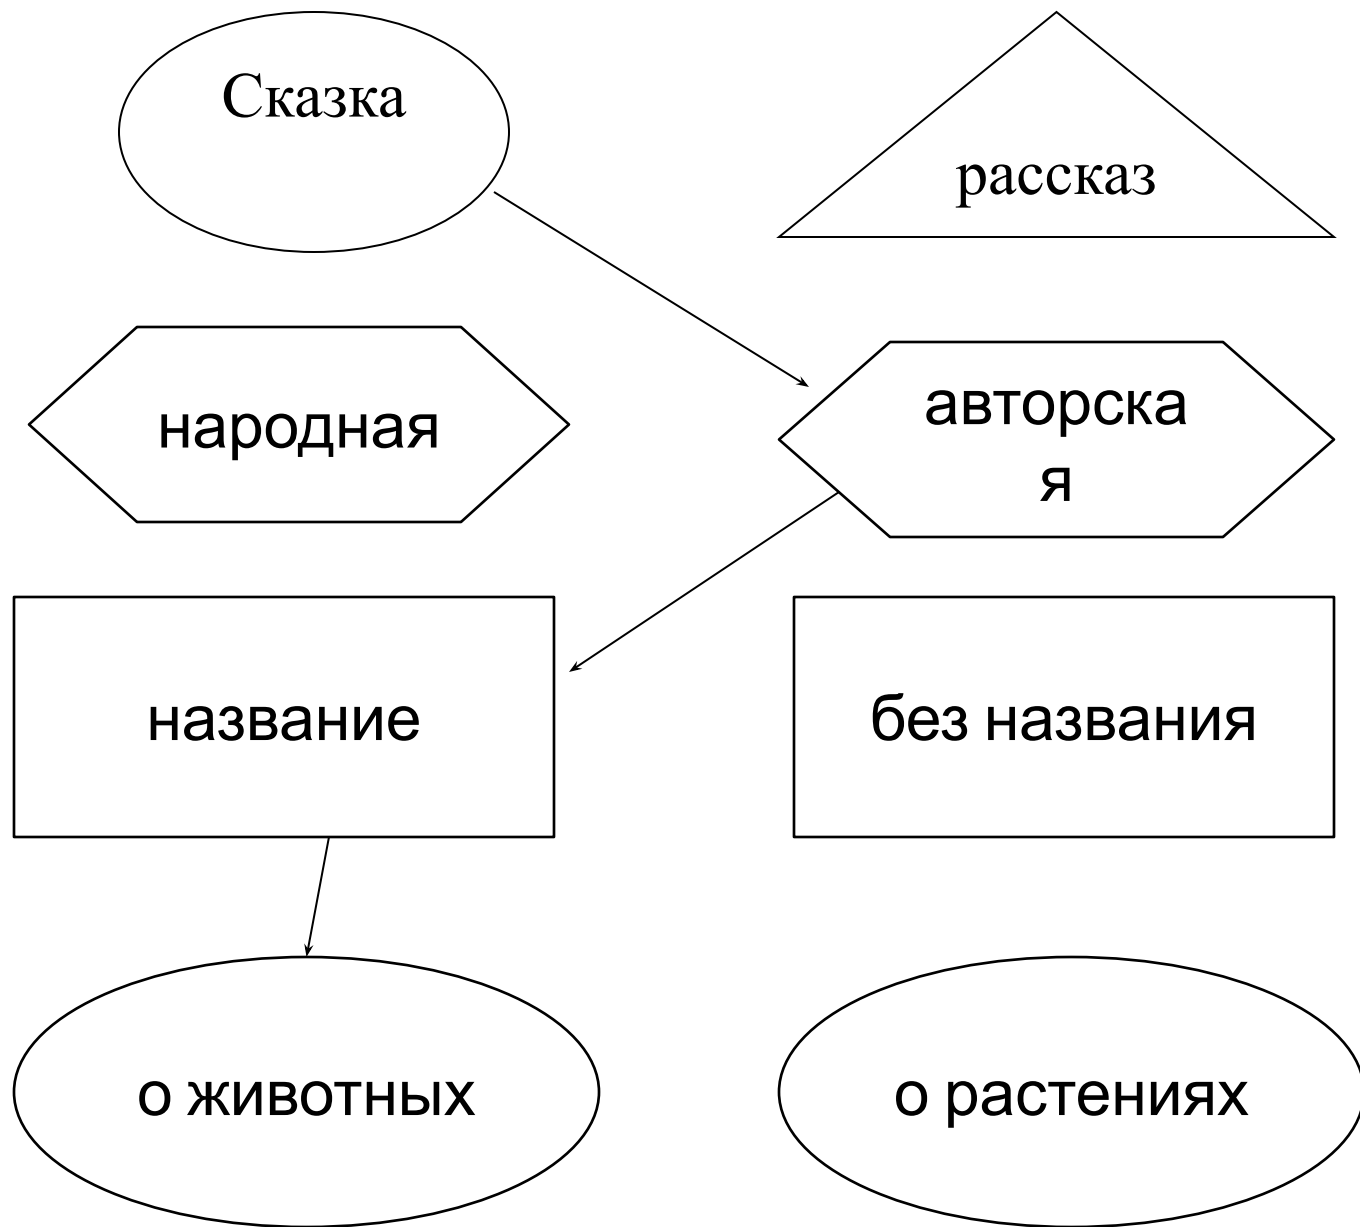 Сказка
рассказ
народная
авторска
я
название
без названия
о животных
о растениях